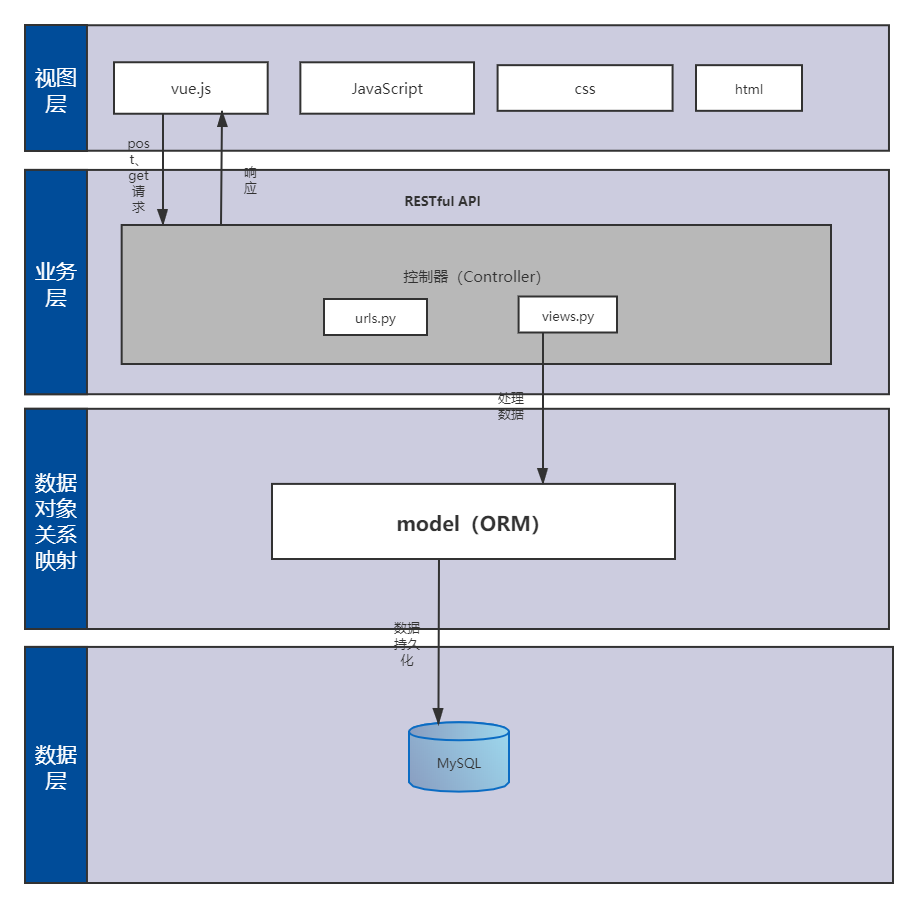 视图
层
vue.js
JavaScript
css
html
pos
t、
get
请
求
响
应
业务
层
RESTful API
控制器（Controller）
urls.py
views.py
处理
数据
数据
对象
关系
映射
model（ORM）
数据
持久
化
数据
层
MySQL